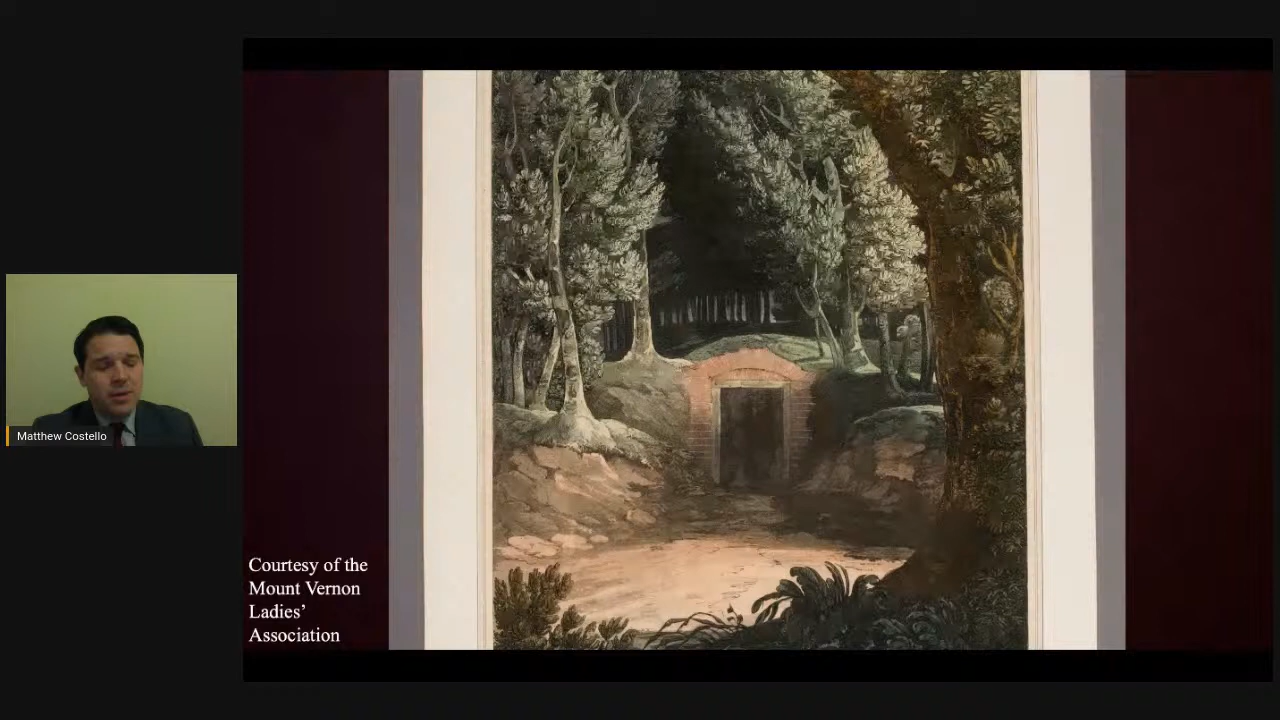 Matthew Costello
Courtesy of the
Mount Vernon
Ladies’
Association